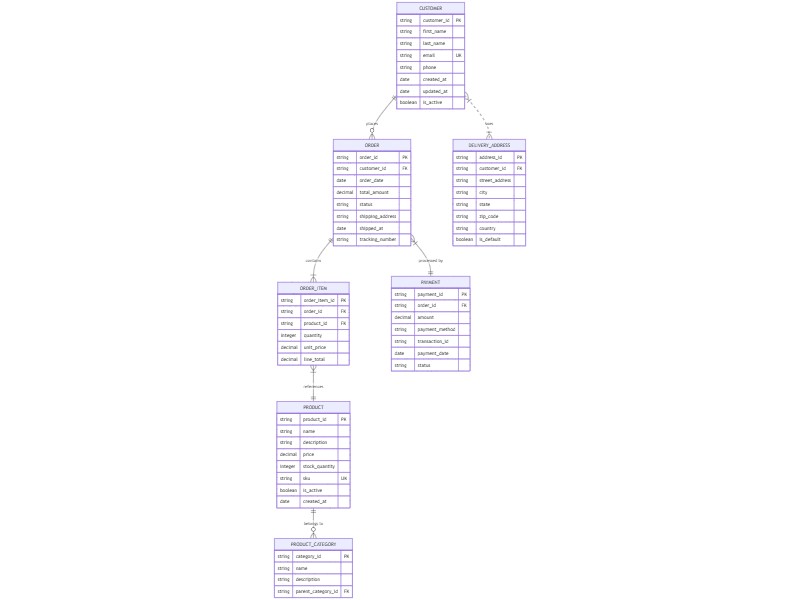 CUSTOMER
string customer_id PK
string first_name
string last_name
string email UK
string phone
date created_at
date updated_at
boolean is_active
places
uses
ORDER
string order_id PK
string customer_id FK
date order_date
decimal total_amount
string status
string shipping_address
date shipped_at
string tracking_number
DELIVERY_ADDRESS
string address_id PK
string customer_id FK
string street_address
string city
string state
string zip_code
string country
boolean is_default
contains
processed by
ORDER_ITEM
string order_item_id PK
string order_id FK
string product_id FK
integer quantity
decimal unit_price
decimal line_total
PAYMENT
string payment_id PK
string order_id FK
decimal amount
string payment_method
string transaction_id
date payment_date
string status
references
PRODUCT
string product_id PK
string name
string description
decimal price
integer stock_quantity
string sku UK
boolean is_active
date created_at
belongs to
PRODUCT_CATEGORY
string category_id PK
string name
string description
string parent_category_id FK